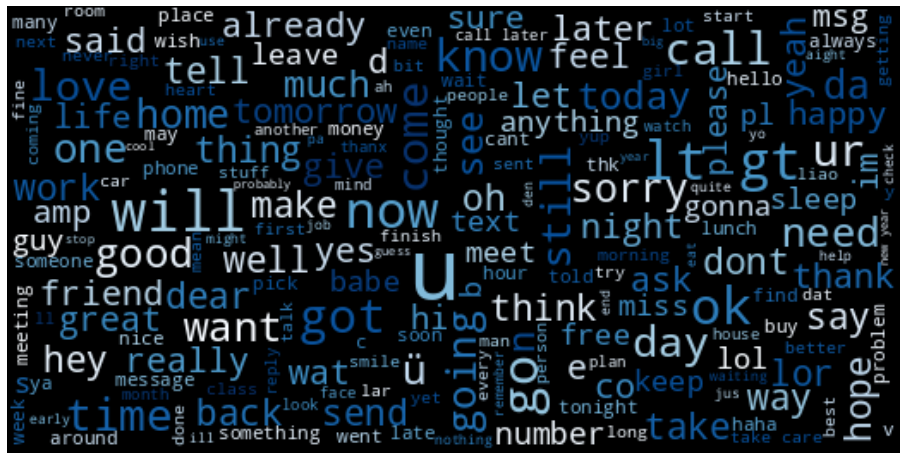 many room place already even sure call later lot start msg
next said wish use leave d name later call always
never right tell bit know wait feel big girl hello yeah getting
fine love heart much ah people let today aight da
coming life home tomorrow see thought anything please pl happy
may another money cant watch yo
one cool thing pa thanx give come sent yup lt gt ur im
phone stuff still thk year liao check
work car probably mind oh den sorry quite sleep
amp will make now text night gonna lunch need new year
guy stop might first job finish guess meet morning eat dont help
someone good mean well yes u hour told try ask thank
meeting friend dear pick babe b think end miss ok find dat say
ll great nice talk hi soon man free house buy problem
hey want got c going every person day better
really reply wat smile ü go n e plan lol lor hope
s ya message class face lar yet remember co keep waiting jus way
week time month back look send tonight best
early done ill something went late nothing number long take haha
around take care v